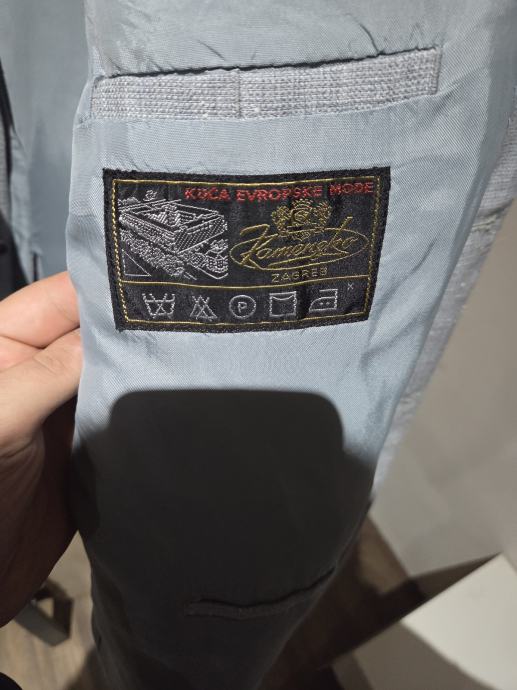 KUĆA EVROPSKE MODE
Kamensko
ZAGREB
P